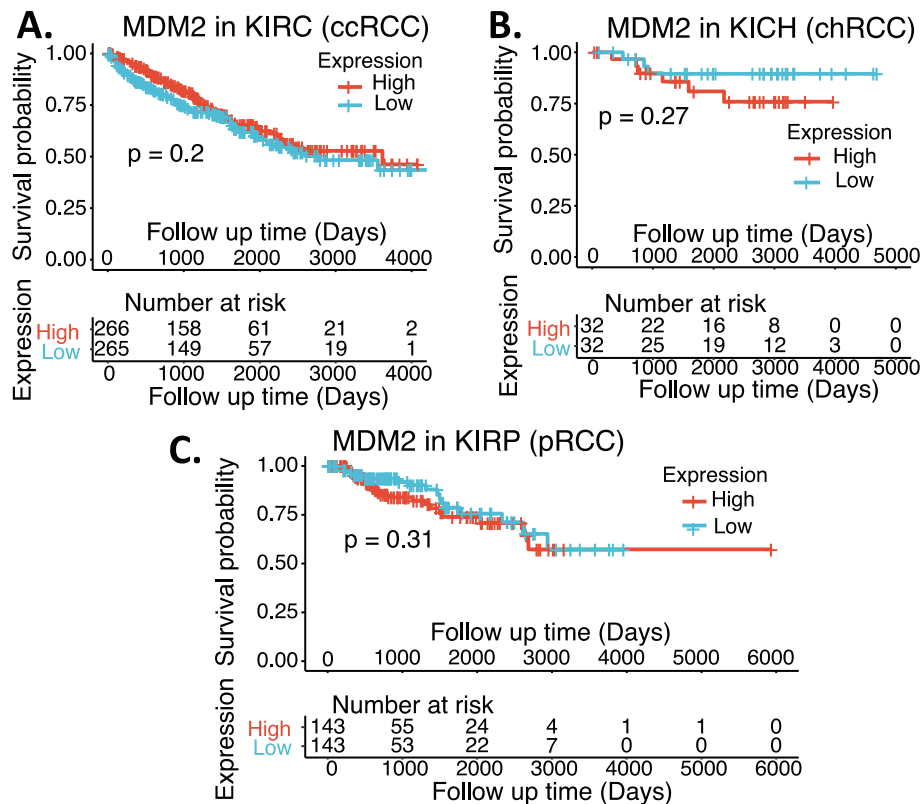 A.
MDM2 in KIRC (ccRCC)
Survival probability
1.00
0.75
0.50
0.25
0.00
Expression
High
Low
p = 0.2
Follow up time (Days)
0 1000 2000 3000 4000
Number at risk
Expression
High 266 158 61 21 2
Low 265 149 57 19 1
0 1000 2000 3000 4000
Follow up time (Days)
B.
MDM2 in KICH (chRCC)
Survival probability
1.00
0.75
0.50
0.25
0.00
p = 0.27
Expression
High
Low
Follow up time (Days)
0 1000 2000 3000 4000 5000
Number at risk
Expression
High 32 22 16 8 0 0
Low 32 25 19 12 3 0
0 1000 2000 3000 4000 5000
Follow up time (Days)
C.
MDM2 in KIRP (pRCC)
Survival probability
1.00
0.75
0.50
0.25
0.00
Expression
High
Low
p = 0.31
Follow up time (Days)
0 1000 2000 3000 4000 5000 6000
Number at risk
Expression
High 143 55 24 4 1 1 0
Low 143 53 22 7 0 0 0
0 1000 2000 3000 4000 5000 6000
Follow up time (Days)